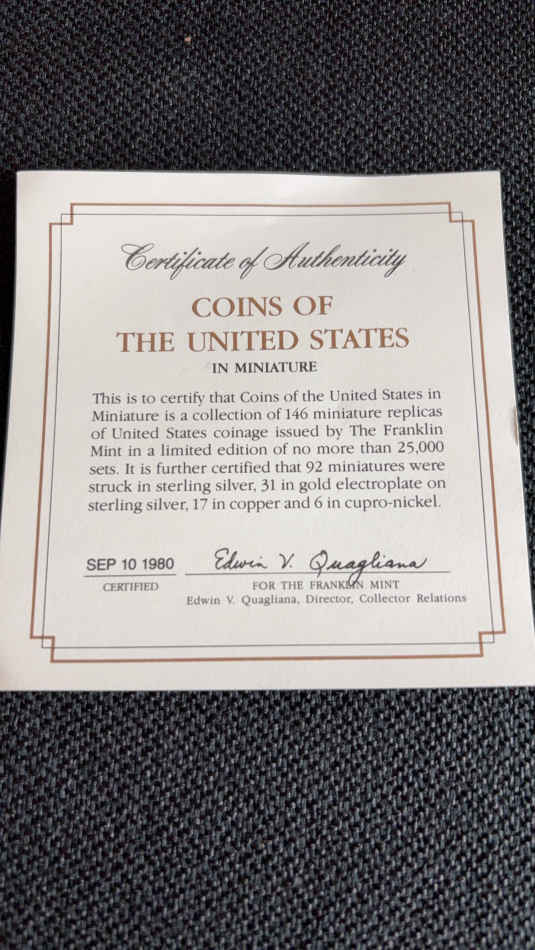 Certificate of Authenticity
COINS OF
THE UNITED STATES
IN MINIATURE
This is to certify that Coins of the United States in
Miniature is a collection of 146 miniature replicas
of United States coinage issued by The Franklin
Mint in a limited edition of no more than 25,000
sets. It is further certified that 92 miniatures were
struck in sterling silver, 31 in gold electroplate on
sterling silver, 17 in copper and 6 in cupro-nickel.
SEP 10 1980
CERTIFIED
Edwin V. Quagliana
FOR THE FRANKLIN MINT
Edwin V. Quagliana, Director, Collector Relations